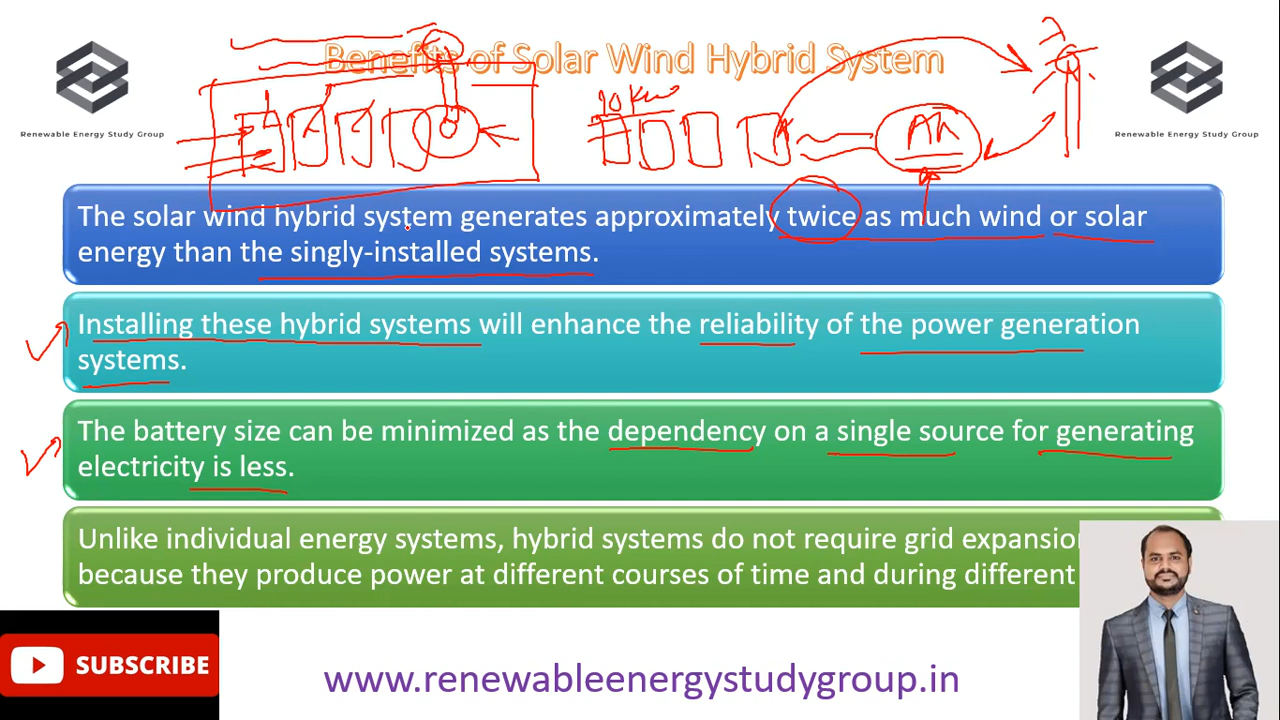 Benefits of Solar Wind Hybrid System
Renewable Energy Study Group
Renewable Energy Study Group
10 kW
Ah
The solar wind hybrid system generates approximately twice as much wind or solar
energy than the singly-installed systems.
Installing these hybrid systems will enhance the reliability of the power generation
systems.
The battery size can be minimized as the dependency on a single source for generating
electricity is less.
Unlike individual energy systems, hybrid systems do not require grid
because they produce power at different courses of time and during different
SUBSCRIBE
www.renewableenergystudygroup.in